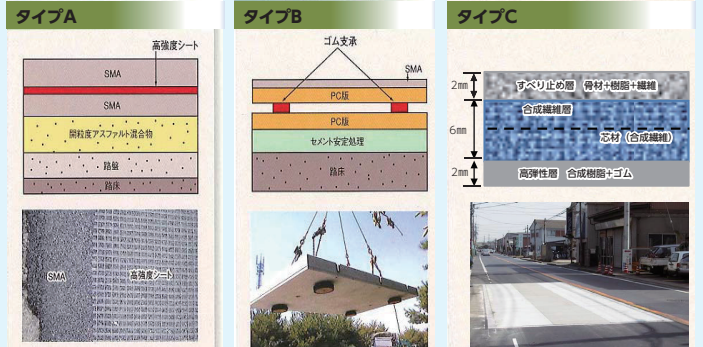 タイプA
高強度シート
SMA
SMA
開粒度アスファルト混合物
路盤
路床
SMA
高強度シート
タイプB
ゴム支承
SMA
PC版
PC版
セメント安定処理
路床
タイプC
2mm
すべり止め層 骨材+樹脂+繊維
合成繊維層
6mm
芯材(合成繊維)
2mm
高弾性層 合成樹脂+ゴム